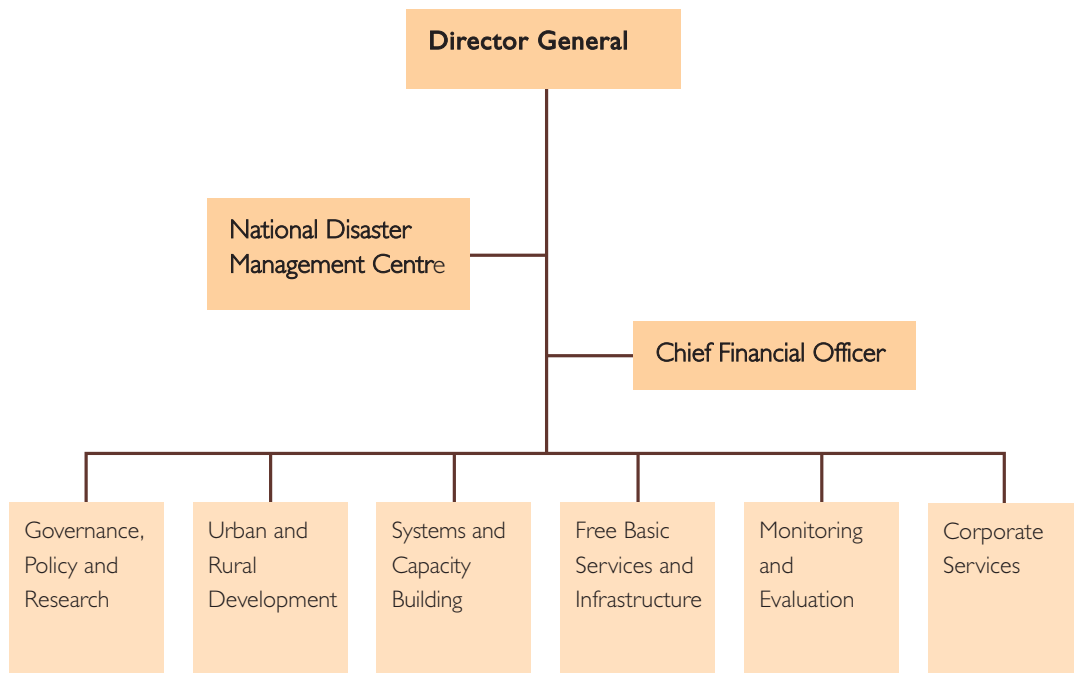 Director General
National Disaster
Management Centre
Chief Financial Officer
Governance,
Policy and
Research
Urban and
Rural
Development
Systems and
Capacity
Building
Free Basic
Services and
Infrastructure
Monitoring
and
Evaluation
Corporate
Services